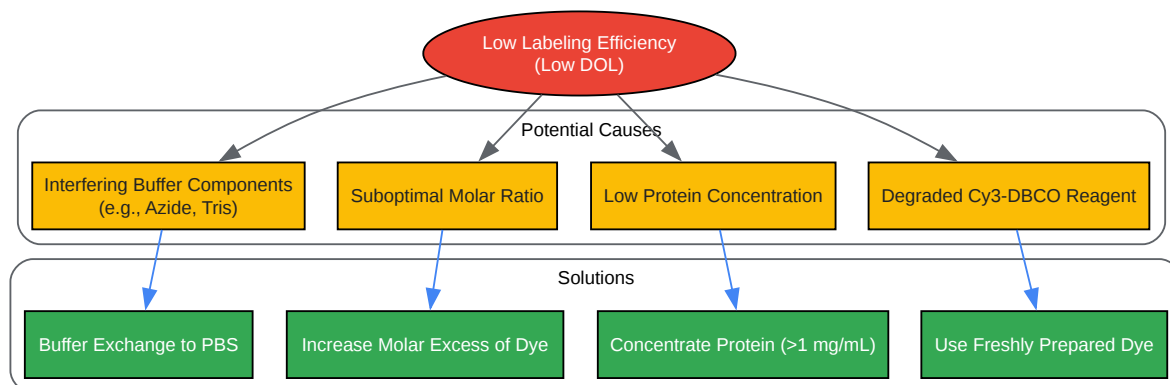 Low Labeling Efficiency
(Low DOL)
Potential Causes
Interfering Buffer Components
(e.g., Azide, Tris)
Suboptimal Molar Ratio
Low Protein Concentration
Degraded Cy3-DBCO Reagent
Solutions
Buffer Exchange to PBS
Increase Molar Excess of Dye
Concentrate Protein (>1 mg/mL)
Use Freshly Prepared Dye